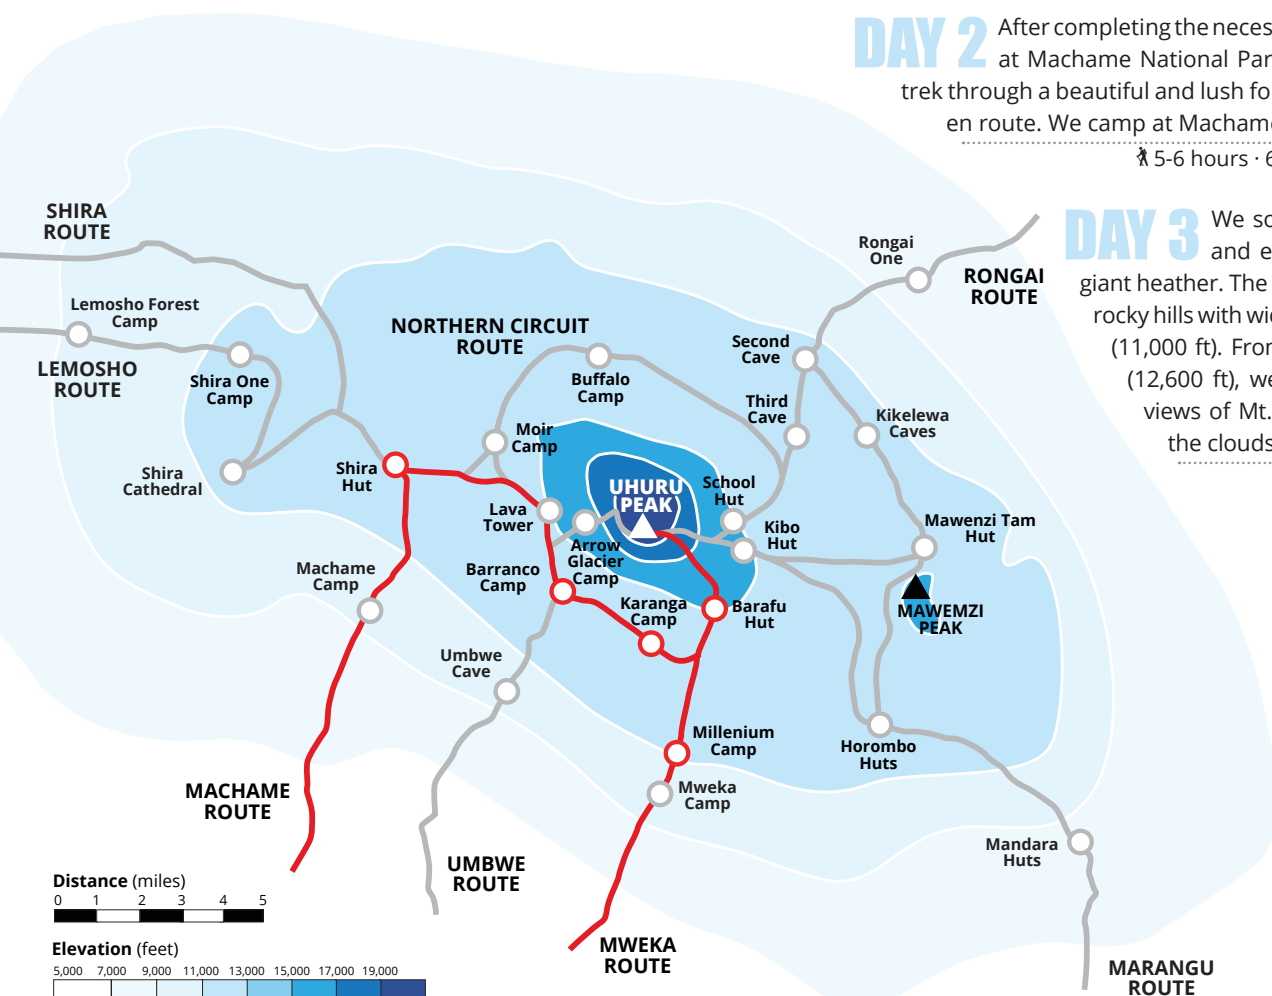 DAY 2 After completing the neces
at Machame National Par
trek through a beautiful and lush fo
en route. We camp at Macham
5-6 hours · 6
DAY 3 We so
and e
giant heather. The
rocky hills with wi
(11,000 ft). Fro
(12,600 ft), we
views of Mt.
the clouds
SHIRA
ROUTE
Lemosho Forest
Camp
LEMOSHO
ROUTE
Shira One
Camp
Shira
Cathedral
NORTHERN CIRCUIT
ROUTE
Buffalo
Camp
Moir
Camp
Shira
Hut
Lava
Tower
Arrow
Glacier
Camp
UHURU
PEAK
School
Hut
Kibo
Hut
Second
Cave
Third
Cave
Rongai
One
RONGAI
ROUTE
Kikelewa
Caves
Mawenzi Tam
Hut
MAWEMZI
PEAK
Machame
Camp
Barranco
Camp
Karanga
Camp
Barafu
Hut
Umbwe
Cave
Millenium
Camp
Mweka
Camp
Horombo
Huts
Mandara
Huts
MACHAME
ROUTE
UMBWE
ROUTE
MWEKA
ROUTE
MARANGU
ROUTE
Distance (miles)
0 1 2 3 4 5
Elevation (feet)
5,000 7,000 9,000 11,000 13,000 15,000 17,000 19,000